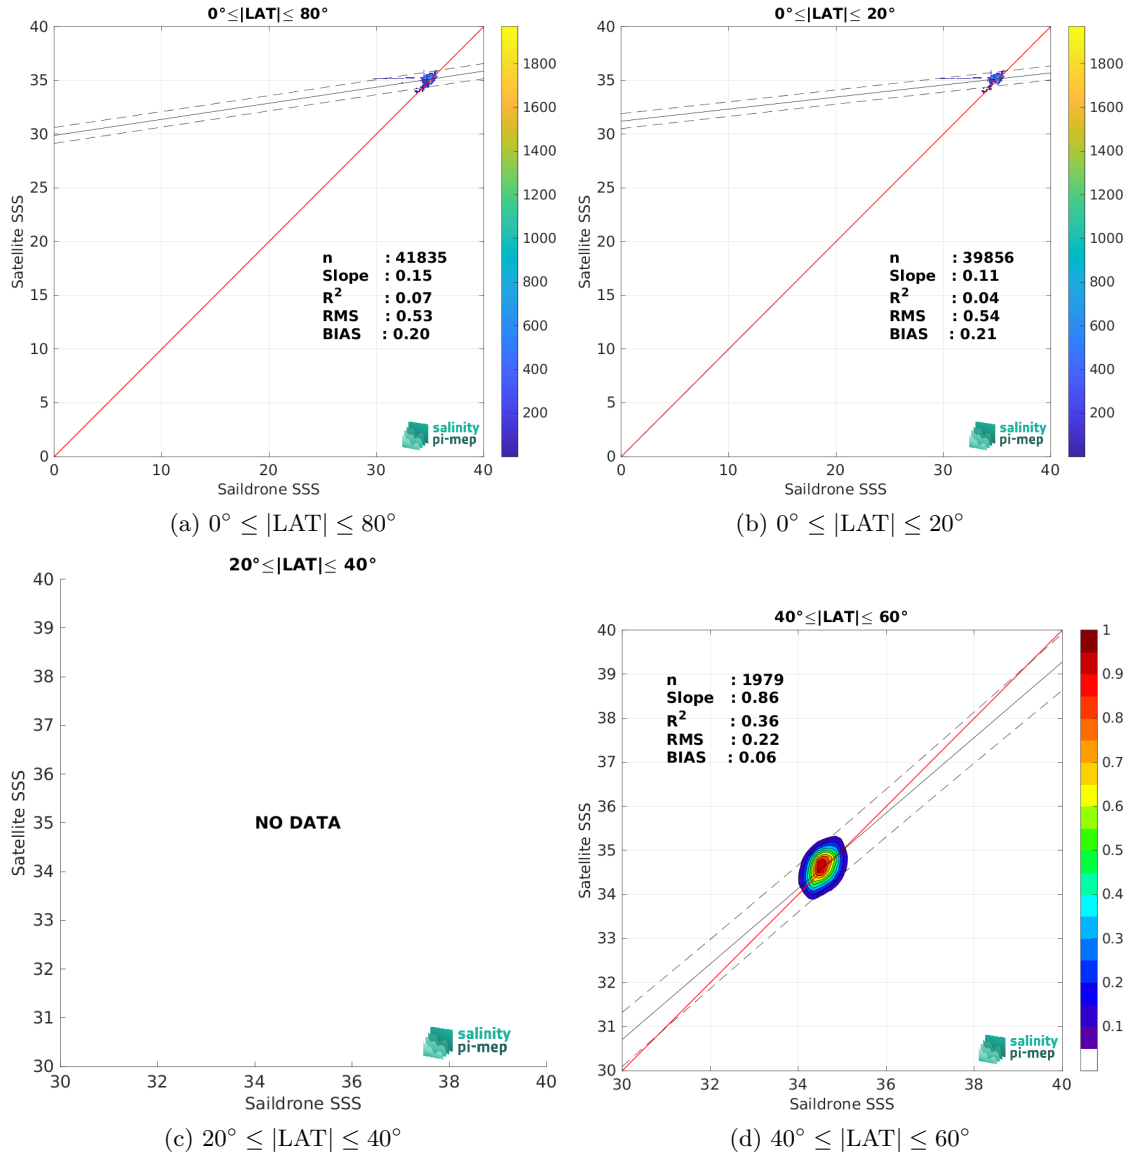 0°≤|LAT|≤ 80°
40
35
30
25
20
15
10
5
0
Satellite SSS
n : 41835
Slope : 0.15
R² : 0.07
RMS : 0.53
BIAS : 0.20
salinity
pi-mep
0 10 20 30 40
Saildrone SSS
1800
1600
1400
1200
1000
800
600
400
200
(a) 0° ≤ |LAT| ≤ 80°
0°≤|LAT|≤ 20°
40
35
30
25
20
15
10
5
0
Satellite SSS
n : 39856
Slope : 0.11
R² : 0.04
RMS : 0.54
BIAS : 0.21
salinity
pi-mep
0 10 20 30 40
Saildrone SSS
1800
1600
1400
1200
1000
800
600
400
200
(b) 0° ≤ |LAT| ≤ 20°
20°≤|LAT|≤ 40°
40
39
38
37
36
35
34
33
32
31
30
Satellite SSS
NO DATA
salinity
pi-mep
30 32 34 36 38 40
Saildrone SSS
(c) 20° ≤ |LAT| ≤ 40°
40°≤|LAT|≤ 60°
40
39
38
37
36
35
34
33
32
31
30
Satellite SSS
n : 1979
Slope : 0.86
R² : 0.36
RMS : 0.22
BIAS : 0.06
salinity
pi-mep
30 32 34 36 38 40
Saildrone SSS
1
0.9
0.8
0.7
0.6
0.5
0.4
0.3
0.2
0.1
(d) 40° ≤ |LAT| ≤ 60°